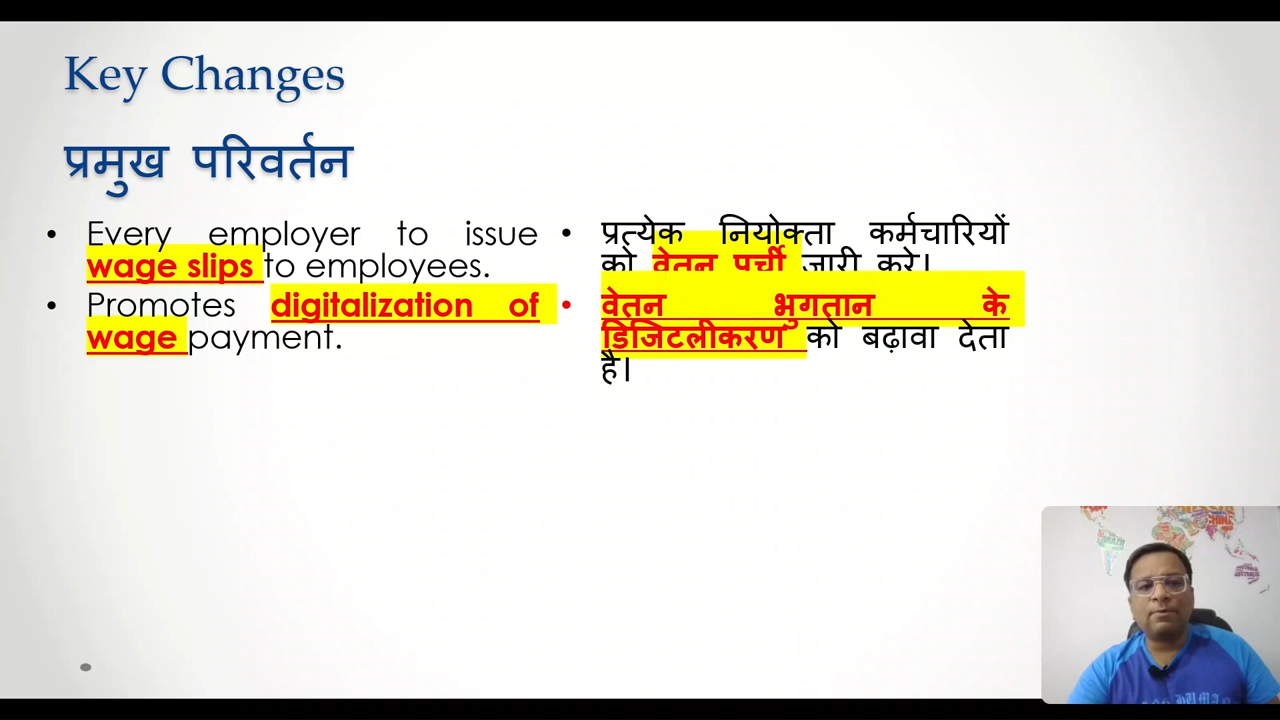 Key Changes
प्रमुख परिवर्तन
• Every employer to issue
wage slips to employees.
• Promotes digitalization of
wage payment.
• प्रत्येक नियोक्ता कर्मचारियों
को वेतन पर्ची जारी करे।
• वेतन भुगतान के
डिजिटलीकरण को बढ़ावा देता
है।